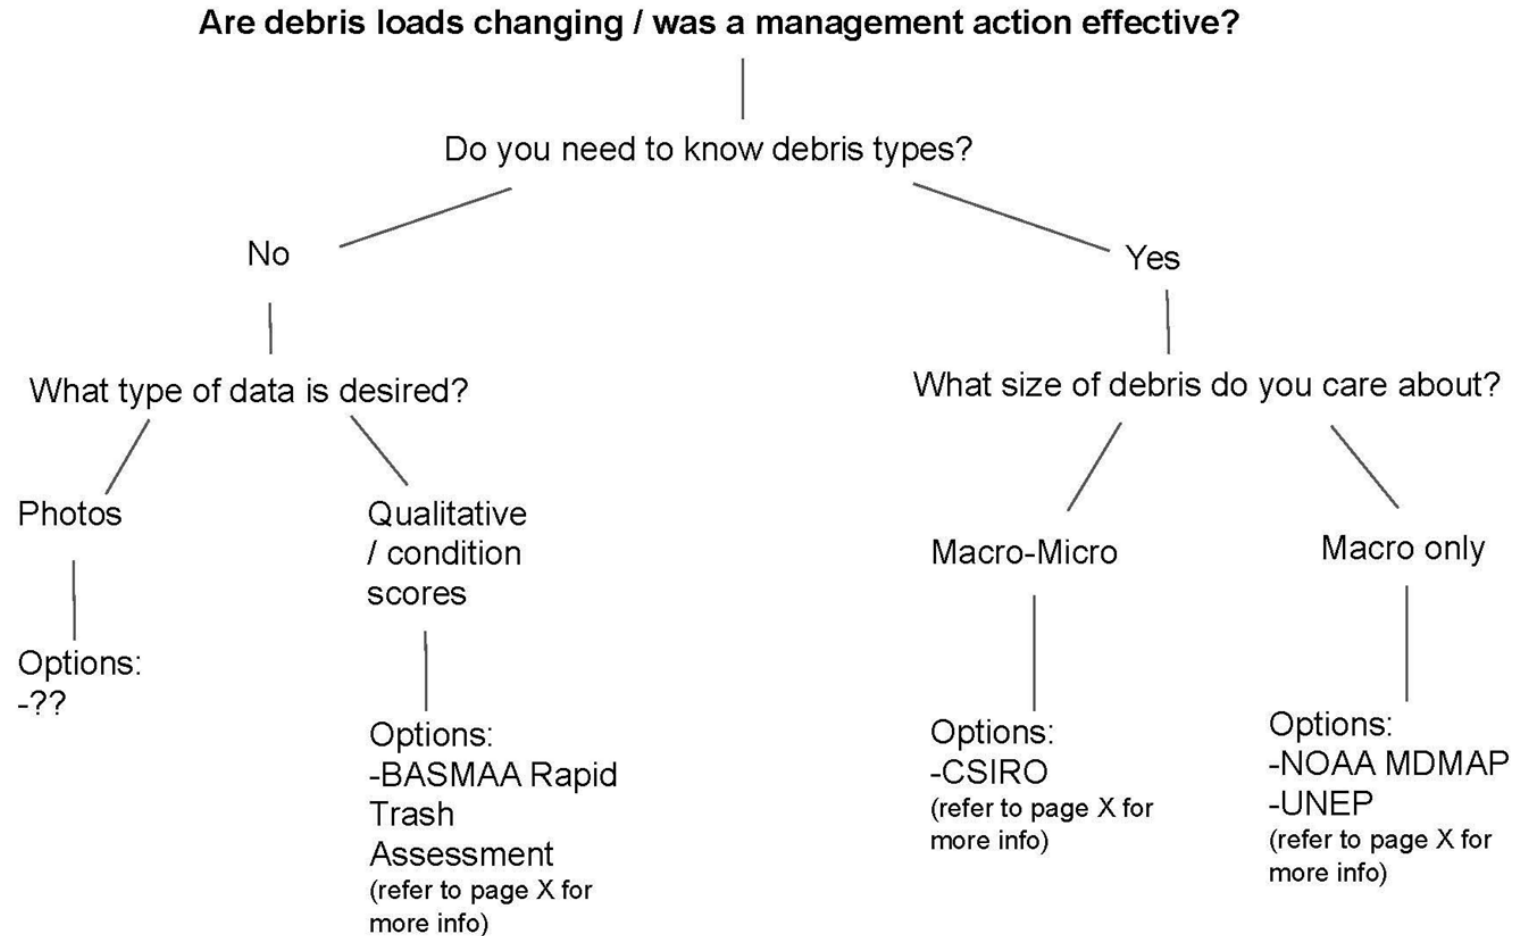 Are debris loads changing / was a management action effective?
Do you need to know debris types?
No
Yes
What type of data is desired?
What size of debris do you care about?
Photos
Qualitative
/ condition
scores
Macro-Micro
Macro only
Options:
-??
Options:
-BASMAA Rapid
Trash
Assessment
(refer to page X for
more info)
Options:
-CSIRO
(refer to page X for
more info)
Options:
-NOAA MDMAP
-UNEP
(refer to page X for
more info)